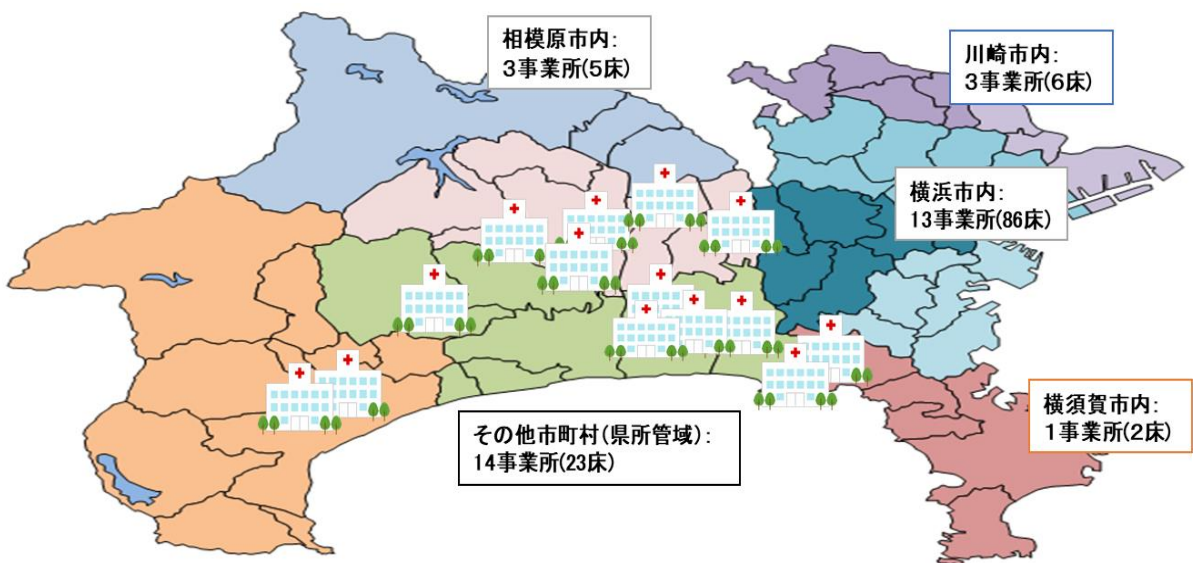 相模原市内:
3事業所(5床)
川崎市内:
3事業所(6床)
横浜市内:
13事業所(86床)
横須賀市内:
1事業所(2床)
その他市町村(県所管域):
14事業所(23床)